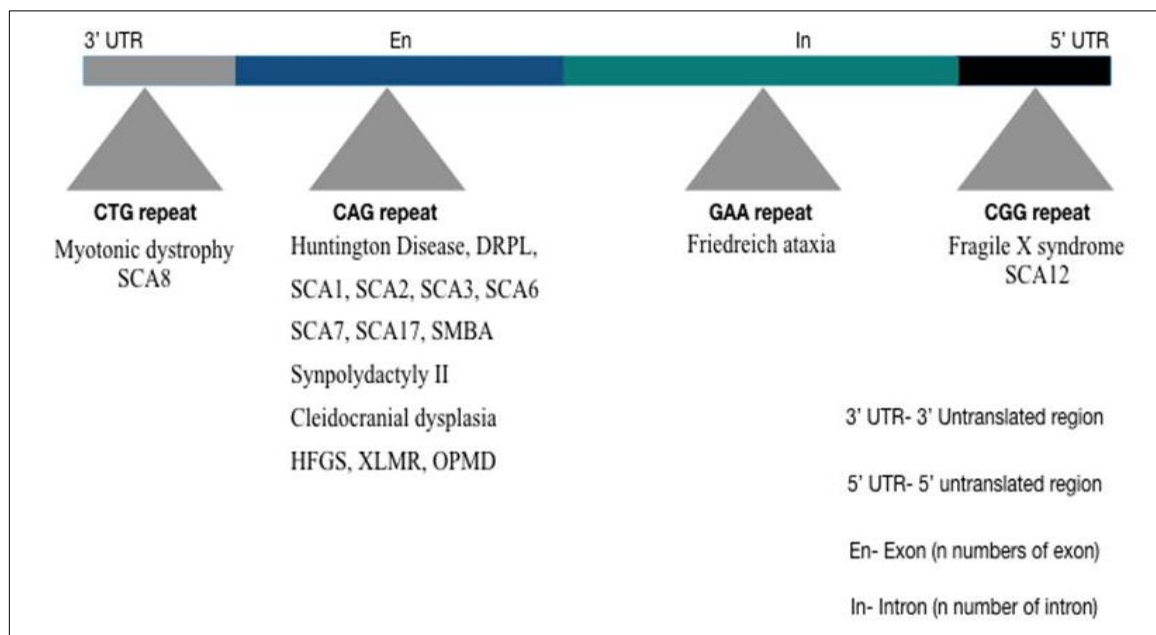 3’ UTR
En
In
5’ UTR
CTG repeat
Myotonic dystrophy
SCA8
CAG repeat
Huntington Disease, DRPL,
SCA1, SCA2, SCA3, SCA6
SCA7, SCA17, SMBA
Synpolydactyly II
Cleidocranial dysplasia
HFGS, XLMR, OPMD
GAA repeat
Friedreich ataxia
CGG repeat
Fragile X syndrome
SCA12
3’ UTR- 3’ Untranslated region
5’ UTR- 5’ untranslated region
En- Exon (n numbers of exon)
In- Intron (n number of intron)